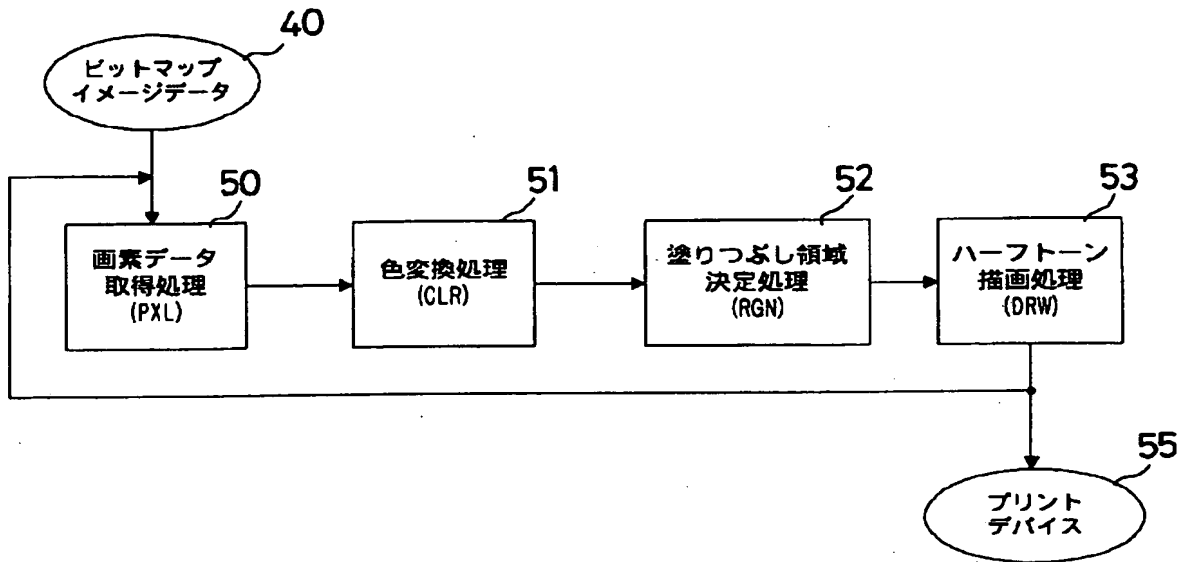 40
ビットマップ
イメージデータ
50
画素データ
取得処理
(PXL)
51
色変換処理
(CLR)
52
塗りつぶし領域
決定処理
(RGN)
53
ハーフトーン
描画処理
(DRW)
55
プリント
デバイス